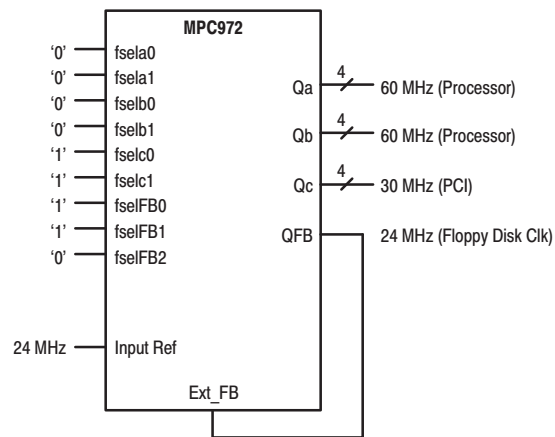 MPC972
‘0’ fsela0
‘0’ fsela1
‘0’ fselb0
‘0’ fselb1
‘1’ fselc0
‘1’ fselc1
‘1’ fselFB0
‘1’ fselFB1
‘0’ fselFB2
24 MHz Input Ref
Qa 4 60 MHz (Processor)
Qb 4 60 MHz (Processor)
Qc 4 30 MHz (PCI)
QFB 24 MHz (Floppy Disk Clk)
Ext_FB